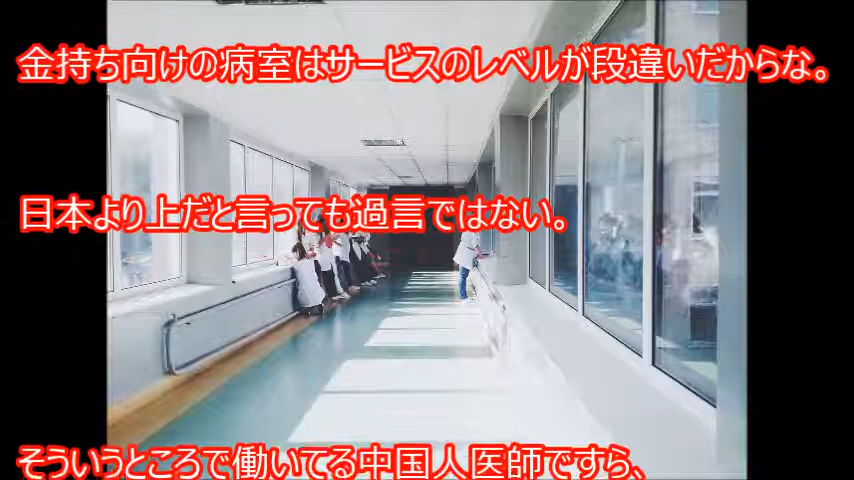 金持ち向けの病室はサービスのレベルが段違いだからな。
日本より上だと言っても過言ではない。
そういうところで働いてる中国人医師ですら、